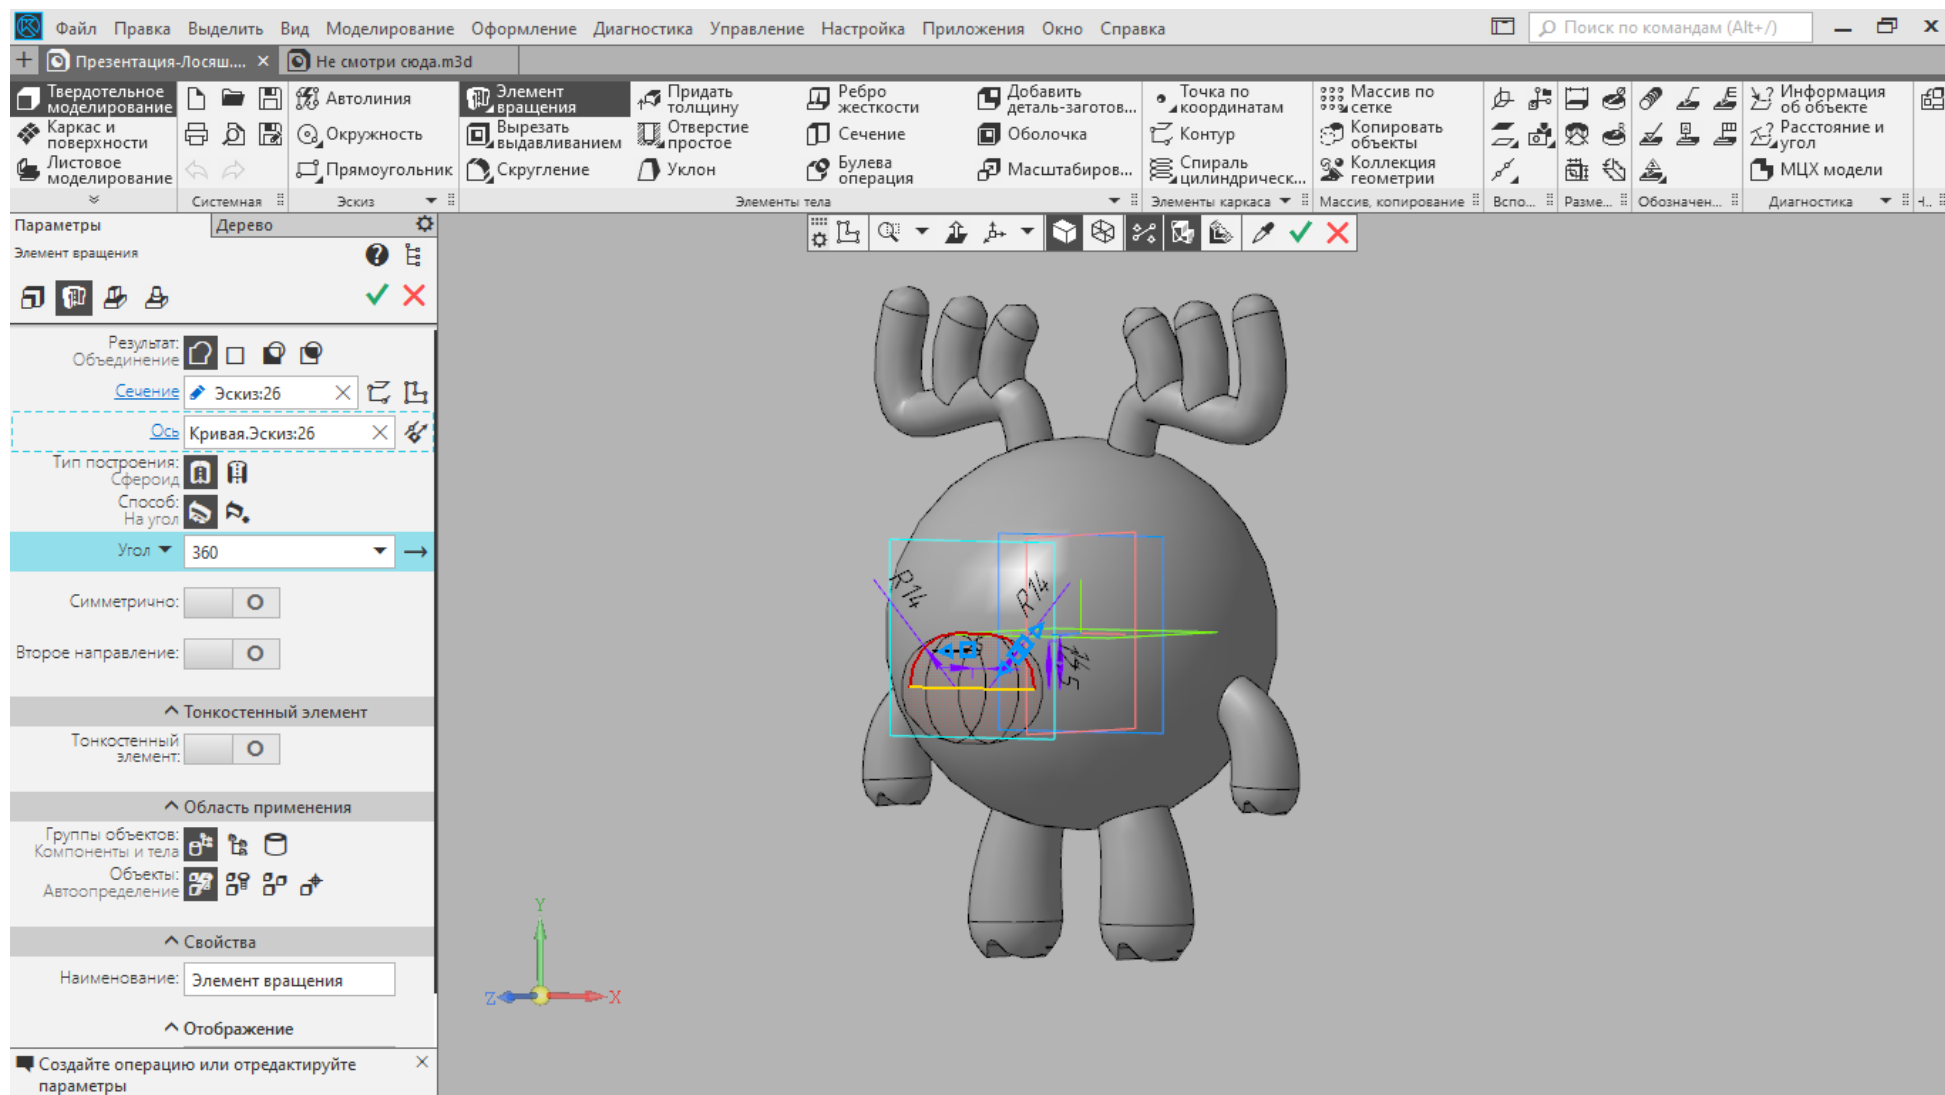 Файл Правка Выделить Вид Моделирование Оформление Диагностика Управление Настройка Приложения Окно Справка
Поиск по командам (Alt+/)
Презентация-Лосяш....
Не смотри сюда.m3d
Твердотельное
моделирование
Каркас и
поверхности
Листовое
моделирование
Системная
Автолиния
Окружность
Прямоугольник
Эскиз
Элемент
вращения
Вырезать
выдавливанием
Скругление
Придать
толщину
Отверстие
простое
Уклон
Ребро
жесткости
Сечение
Булева
операция
Добавить
деталь-заготов...
Оболочка
Масштабиров...
Элементы тела
Точка по
координатам
Контур
Спираль
цилиндрическ...
Элементы каркаса
Массив по
сетке
Копировать
объекты
Коллекция
геометрии
Массив, копирование
Вспо...
Разме...
Обозначен...
Информация
об объекте
Расстояние и
угол
МЦХ модели
Диагностика
Параметры
Дерево
Элемент вращения
Результат:
Объединение
Сечение
Эскиз:26
Ось
Кривая.Эскиз:26
Тип построения:
Сфероид
Способ:
На угол
Угол
360
Симметрично:
Второе направление:
Тонкостенный элемент
Тонкостенный
элемент:
Область применения
Группы объектов:
Компоненты и тела
Объекты:
Автоопределение
Свойства
Наименование:
Элемент вращения
Отображение
Создайте операцию или отредактируйте
параметры
R14
R14
14,5
Y
Z
X